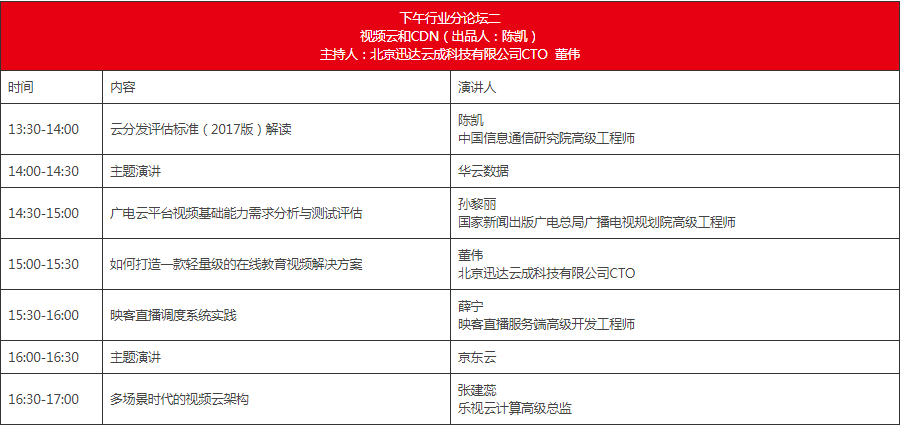 下午行业分论坛二
视频云和CDN（出品人：陈凯）
主持人：北京迅达云成科技有限公司CTO 董伟
时间 内容 演讲人
13:30-14:00 云分发评估标准（2017版）解读 陈凯
中国信息通信研究院高级工程师
14:00-14:30 主题演讲 华云数据
14:30-15:00 广电云平台视频基础能力需求分析与测试评估 孙黎丽
国家新闻出版广电总局广播电视规划院高级工程师
15:00-15:30 如何打造一款轻量级的在线教育视频解决方案 董伟
北京迅达云成科技有限公司CTO
15:30-16:00 映客直播调度系统实践 薛宁
映客直播服务端高级开发工程师
16:00-16:30 主题演讲 京东云
16:30-17:00 多场景时代的视频云架构 张建蕊
乐视云计算高级总监